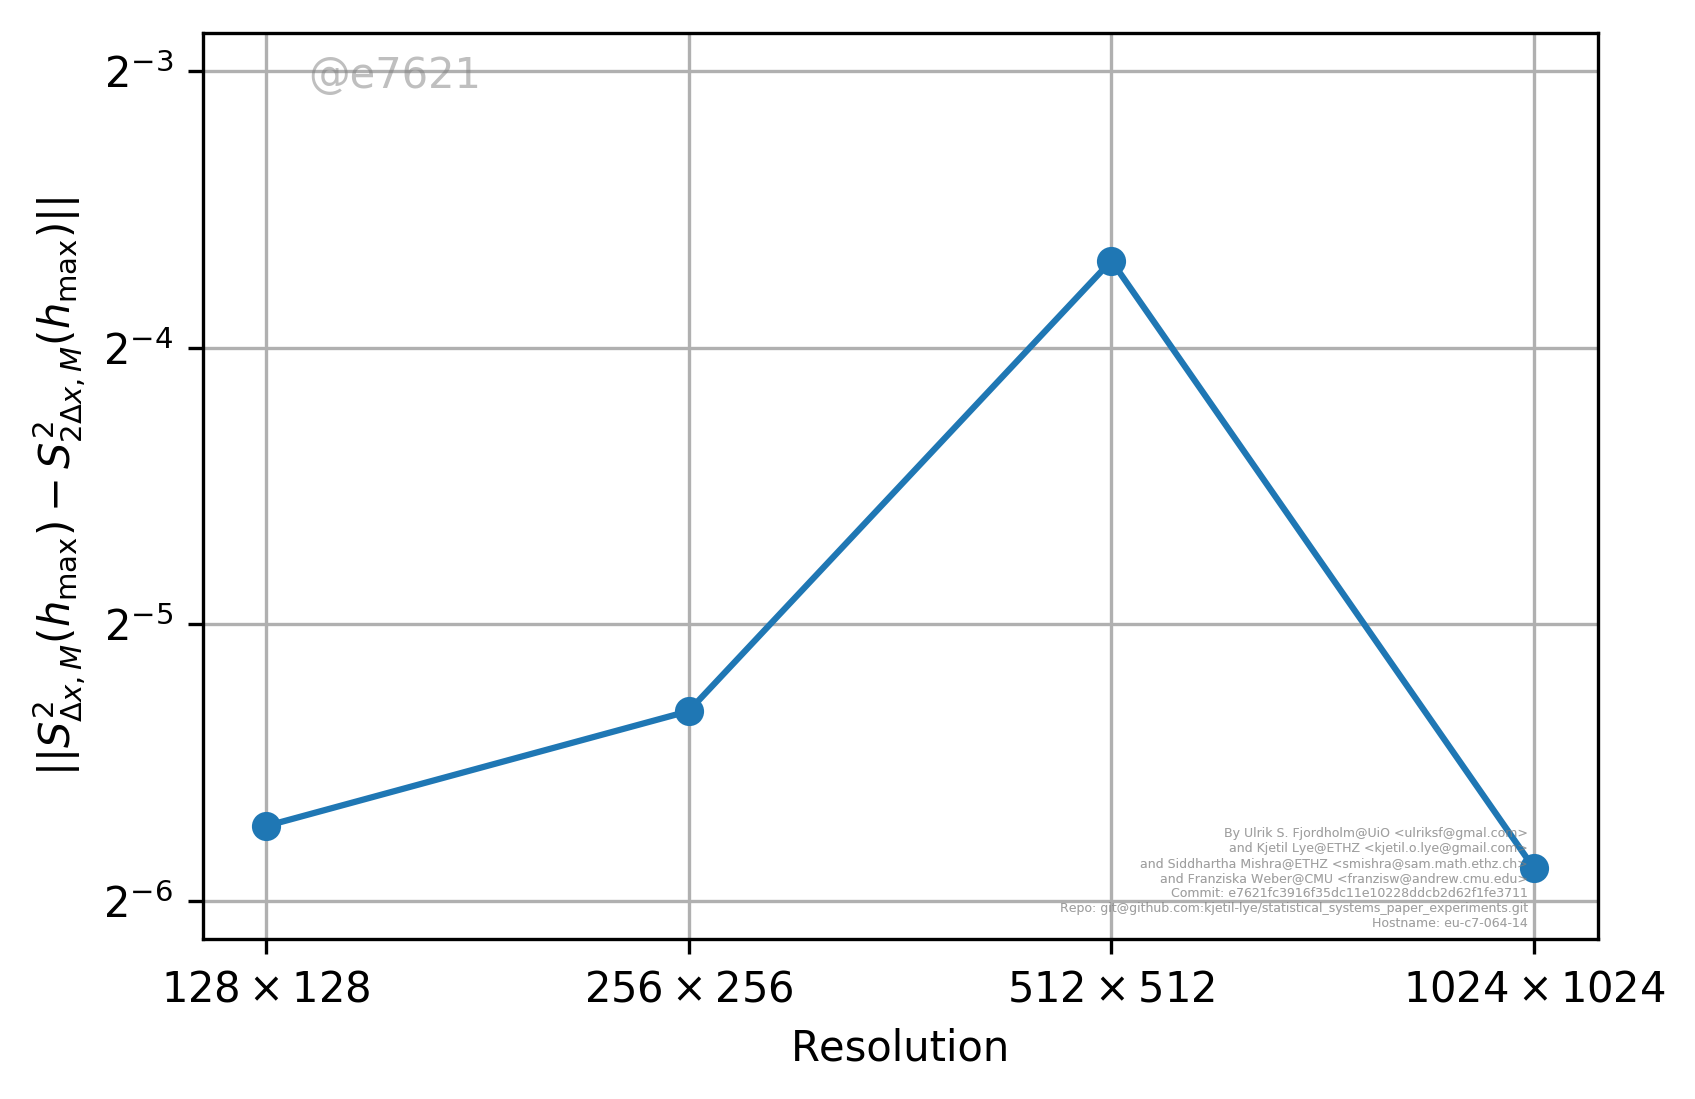 @e7621
2⁻³
2⁻⁴
2⁻⁵
2⁻⁶
||S²_{Δx, M}(h_max) − S²_{2Δx, M}(h_max)||
By Ulrik S. Fjordholm@UiO <ulriksf@gmal.com>
and Kjetil Lye@ETHZ <kjetil.o.lye@gmail.com>
and Siddhartha Mishra@ETHZ <smishra@sam.math.ethz.ch>
and Franziska Weber@CMU <franzisw@andrew.cmu.edu>
Commit: e7621fc3916f35dc11e10228ddcb2d62f1fe3711
Repo: git@github.com:kjetil-lye/statistical_systems_paper_experiments.git
Hostname: eu-c7-064-14
128 × 128 256 × 256 512 × 512 1024 × 1024
Resolution